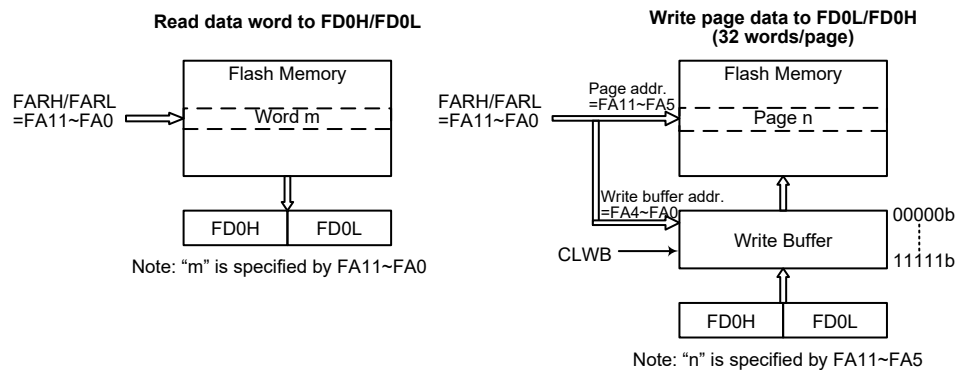 Read data word to FD0H/FD0L
Flash Memory
FARH/FARL
=FA11~FA0
Word m
FD0H
FD0L
Note: “m” is specified by FA11~FA0
Write page data to FD0L/FD0H
(32 words/page)
Flash Memory
FARH/FARL
=FA11~FA0
Page addr.
=FA11~FA5
Page n
Write buffer addr.
=FA4~FA0
CLWB
Write Buffer
00000b
11111b
FD0H
FD0L
Note: “n” is specified by FA11~FA5